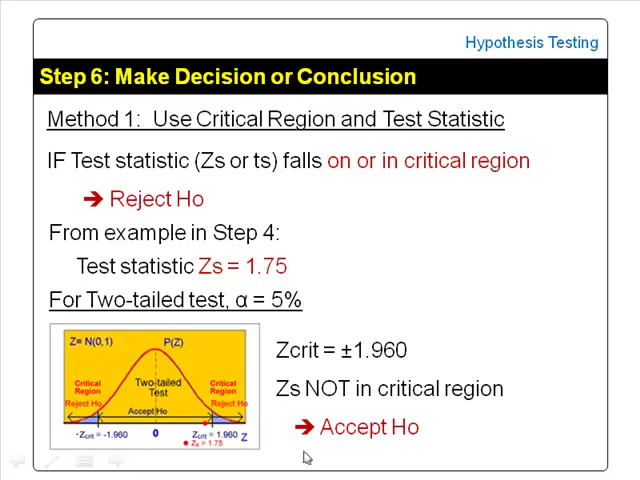 Hypothesis Testing
Step 6: Make Decision or Conclusion
Method 1: Use Critical Region and Test Statistic
IF Test statistic (Zs or ts) falls on or in critical region
➔ Reject Ho
From example in Step 4:
Test statistic Zs = 1.75
For Two-tailed test, α = 5%
Z= N(0,1)
P(Z)
Critical Region
Reject Ho
Two-tailed Test
Critical Region
Reject Ho
Accept Ho
Zcrit = -1.960
0
Zcrit = 1.960
Z
Zs = 1.75
Zcrit = ±1.960
Zs NOT in critical region
➔ Accept Ho